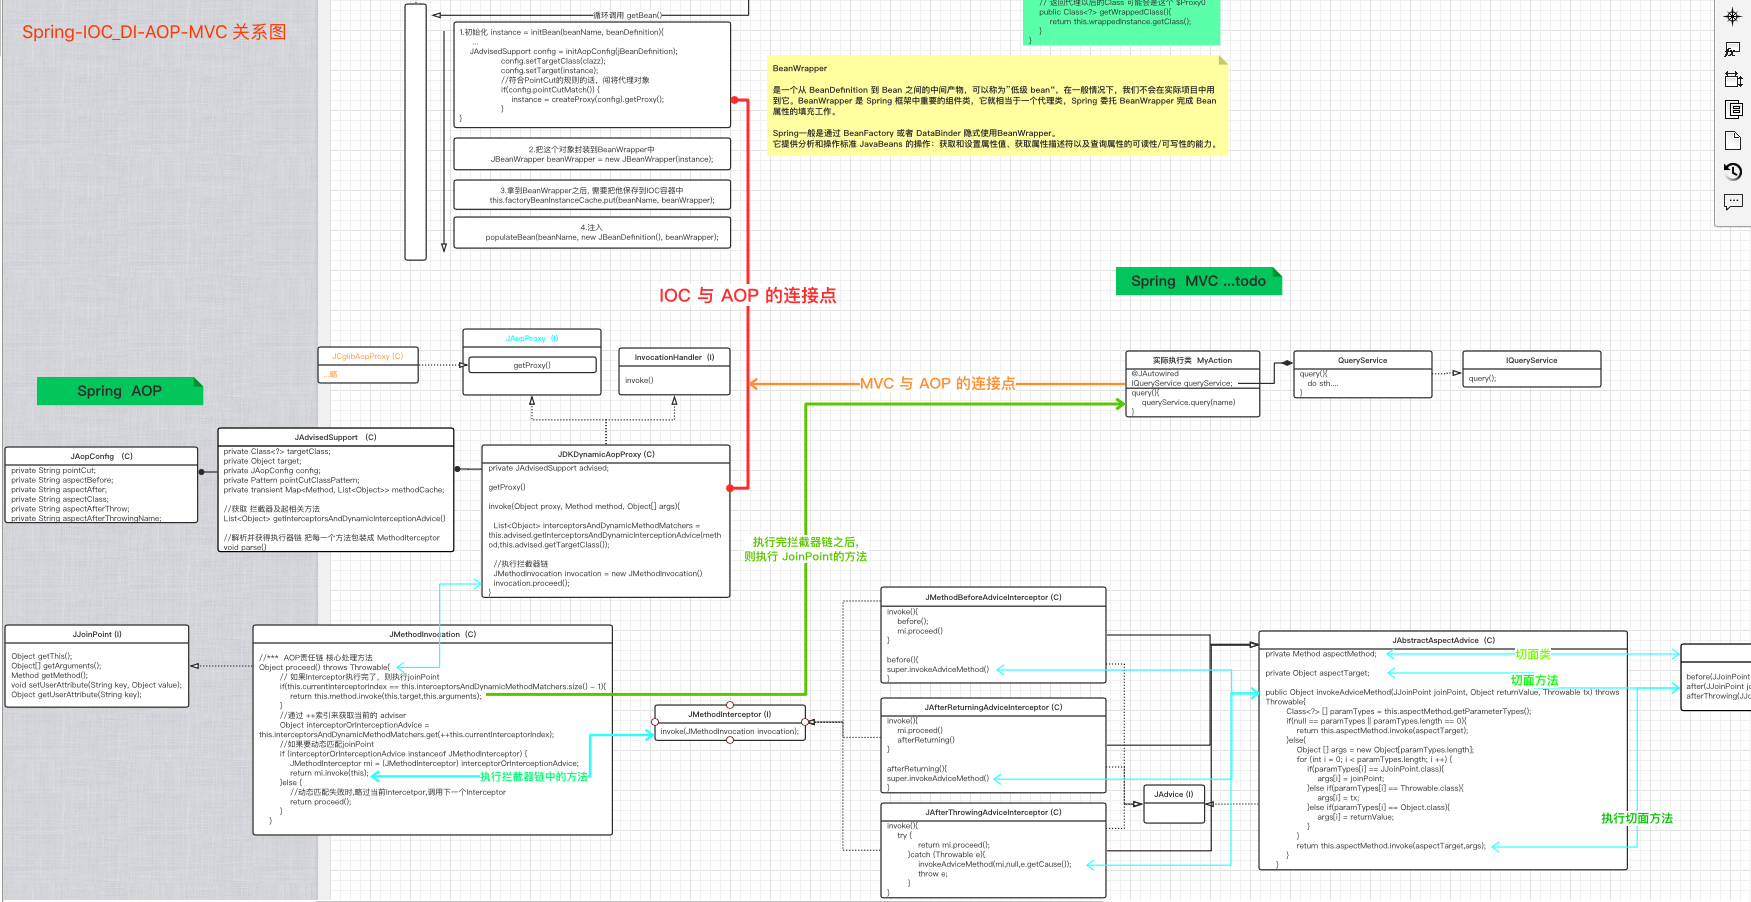 Spring-IOC_DI-AOP-MVC 关系图
循环调用 getBean()
1.初始化 instance = initBean(beanName, beanDefinition){
...
JAdvisedSupport config = initAopConfig(jBeanDefinition);
config.setTargetClass(clazz);
config.setTarget(instance);
//符合PointCut的规则的话，闯将代理对象
if(config.pointCutMatch()) {
instance = createProxy(config).getProxy();
}
}
2.把这个对象封装到BeanWrapper中
JBeanWrapper beanWrapper = new JBeanWrapper(instance);
3.拿到BeanWrapper之后, 需要把他保存到IOC容器中
this.factoryBeanInstanceCache.put(beanName, beanWrapper);
4.注入
populateBean(beanName, new JBeanDefinition(), beanWrapper);
// 返回代理以后的Class 可能会是这个 $Proxy0
public Class<?> getWrappedClass(){
return this.wrappedInstance.getClass();
}
}
BeanWrapper
是一个从 BeanDefinition 到 Bean 之间的中间产物，可以称为"低级 bean"，在一般情况下，我们不会在实际项目中用
到它。BeanWrapper 是 Spring 框架中重要的组件类，它就相当于一个代理类，Spring 委托 BeanWrapper 完成 Bean
属性的填充工作。
Spring一般是通过 BeanFactory 或者 DataBinder 隐式使用BeanWrapper。
它提供分析和操作标准 JavaBeans 的操作：获取和设置属性值、获取属性描述符以及查询属性的可读性/可写性的能力。
IOC 与 AOP 的连接点
Spring MVC ...todo
Spring AOP
JCglibAopProxy (C)
...略
JAopProxy (I)
getProxy()
InvocationHandler (I)
invoke()
MVC 与 AOP 的连接点
实际执行类 MyAction
@JAutowired
IQueryService queryService;
query(){
queryService.query(name)
}
QueryService
query(){
do sth....
}
IQueryService
query();
JAopConfig (C)
private String pointCut;
private String aspectBefore;
private String aspectAfter;
private String aspectClass;
private String aspectAfterThrow;
private String aspectAfterThrowingName;
JAdvisedSupport (C)
private Class<?> targetClass;
private Object target;
private JAopConfig config;
private Pattern pointCutClassPattern;
private transient Map<Method, List<Object>> methodCache;
//获取 拦截器及起相关方法
List<Object> getInterceptorsAndDynamicInterceptionAdvice()
//解析并获得执行器链 把每一个方法包装成 MethodIterceptor
void parse()
JDKDynamicAopProxy (C)
private JAdvisedSupport advised;
getProxy()
invoke(Object proxy, Method method, Object[] args){
List<Object> interceptorsAndDynamicMethodMatchers =
this.advised.getInterceptorsAndDynamicInterceptionAdvice(meth
od,this.advised.getTargetClass());
//执行拦截器链
JMethodInvocation invocation = new JMethodInvocation()
invocation.proceed();
}
执行完拦截器链之后，
则执行 JoinPoint的方法
JJoinPoint (I)
Object getThis();
Object[] getArguments();
Method getMethod();
void setUserAttribute(String key, Object value);
Object getUserAttribute(String key);
JMethodInvocation (C)
//*** AOP责任链 核心处理方法
Object proceed() throws Throwable{
// 如果Interceptor执行完了，则执行joinPoint
if(this.currentInterceptorIndex == this.interceptorsAndDynamicMethodMatchers.size() - 1){
return this.method.invoke(this.target,this.arguments);
}
//通过 ++索引来获取当前的 adviser
Object interceptorOrInterceptionAdvice =
this.interceptorsAndDynamicMethodMatchers.get(++this.currentInterceptorIndex);
//如果要动态匹配joinPoint
if (interceptorOrInterceptionAdvice instanceof JMethodInterceptor) {
JMethodInterceptor mi = (JMethodInterceptor) interceptorOrInterceptionAdvice;
return mi.invoke(this);
}else {
//动态匹配失败时,略过当前Intercetpor,调用下一个Interceptor
return proceed();
}
}
执行拦截器链中的方法
JMethodInterceptor (I)
invoke(JMethodInvocation invocation);
JMethodBeforeAdviceInterceptor (C)
invoke(){
before();
mi.proceed()
}
before(){
super.invokeAdviceMethod()
}
JAfterReturningAdviceInterceptor (C)
invoke(){
mi.proceed()
afterReturning()
}
afterReturning(){
super.invokeAdviceMethod()
}
JAfterThrowingAdviceInterceptor (C)
invoke(){
try {
return mi.proceed();
}catch (Throwable e){
invokeAdviceMethod(mi,null,e.getCause());
throw e;
}
}
JAdvice (I)
JAbstractAspectAdvice (C)
private Method aspectMethod;
private Object aspectTarget;
public Object invokeAdviceMethod(JJoinPoint joinPoint, Object returnValue, Throwable tx) throws
Throwable{
Class<?> [] paramTypes = this.aspectMethod.getParameterTypes();
if(null == paramTypes || paramTypes.length == 0){
return this.aspectMethod.invoke(aspectTarget);
}else{
Object [] args = new Object[paramTypes.length];
for (int i = 0; i < paramTypes.length; i ++) {
if(paramTypes[i] == JJoinPoint.class){
args[i] = joinPoint;
}else if(paramTypes[i] == Throwable.class){
args[i] = tx;
}else if(paramTypes[i] == Object.class){
args[i] = returnValue;
}
}
return this.aspectMethod.invoke(aspectTarget,args);
}
}
切面类
切面方法
执行切面方法
before(JJoinPoint
after(JJoinPoint jo
afterThrowing(JJo